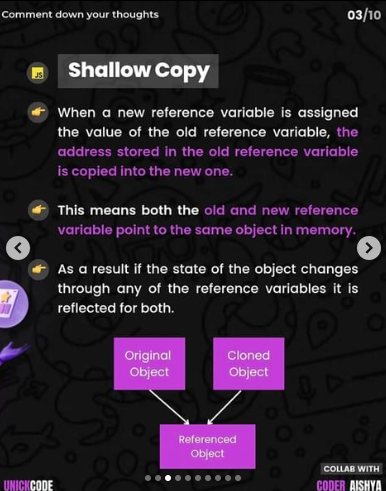 Comment down your thoughts
03/10
JS
Shallow Copy
When a new reference variable is assigned
the value of the old reference variable, the
address stored in the old reference variable
is copied into the new one.
This means both the old and new reference
variable point to the same object in memory.
As a result if the state of the object changes
through any of the reference variables it is
reflected for both.
Original
Object
Cloned
Object
Referenced
Object
COLLAB WITH
UNICKCODE
CODER AISHYA